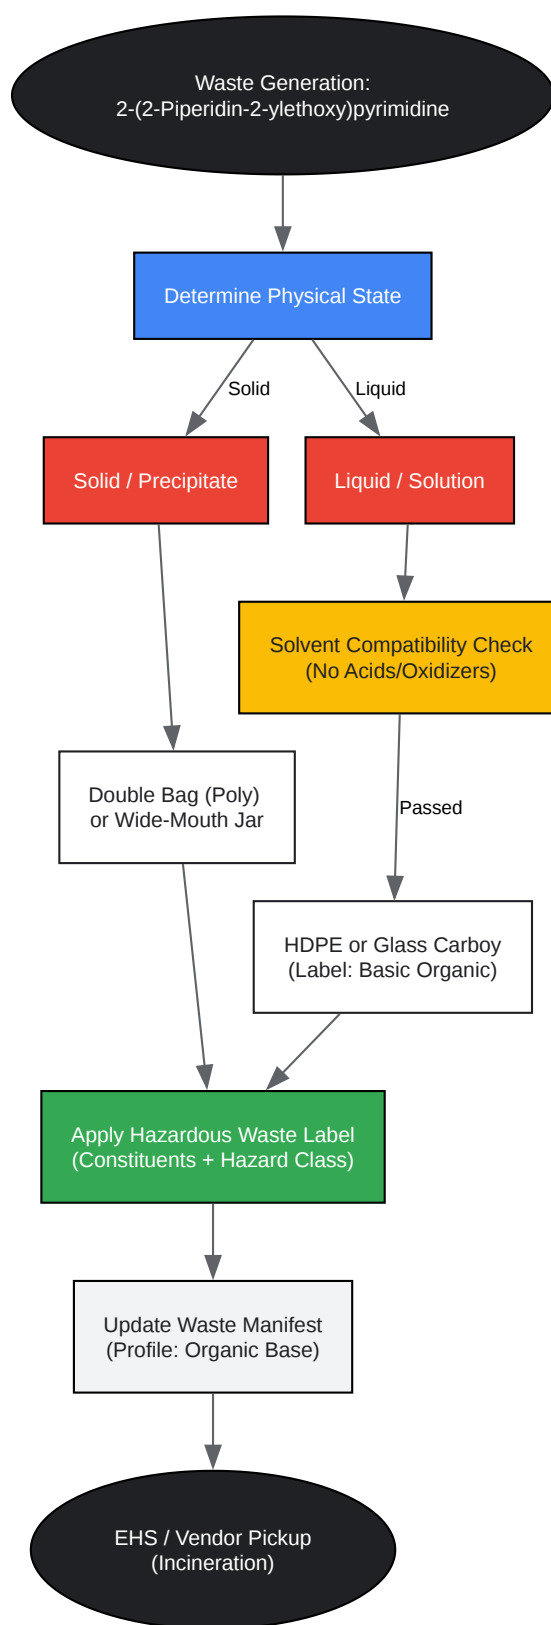 Waste Generation:
2-(2-Piperidin-2-ylethoxy)pyrimidine
Determine Physical State
Solid
Liquid
Solid / Precipitate
Liquid / Solution
Solvent Compatibility Check
(No Acids/Oxidizers)
Double Bag (Poly)
or Wide-Mouth Jar
Passed
HDPE or Glass Carboy
(Label: Basic Organic)
Apply Hazardous Waste Label
(Constituents + Hazard Class)
Update Waste Manifest
(Profile: Organic Base)
EHS / Vendor Pickup
(Incineration)